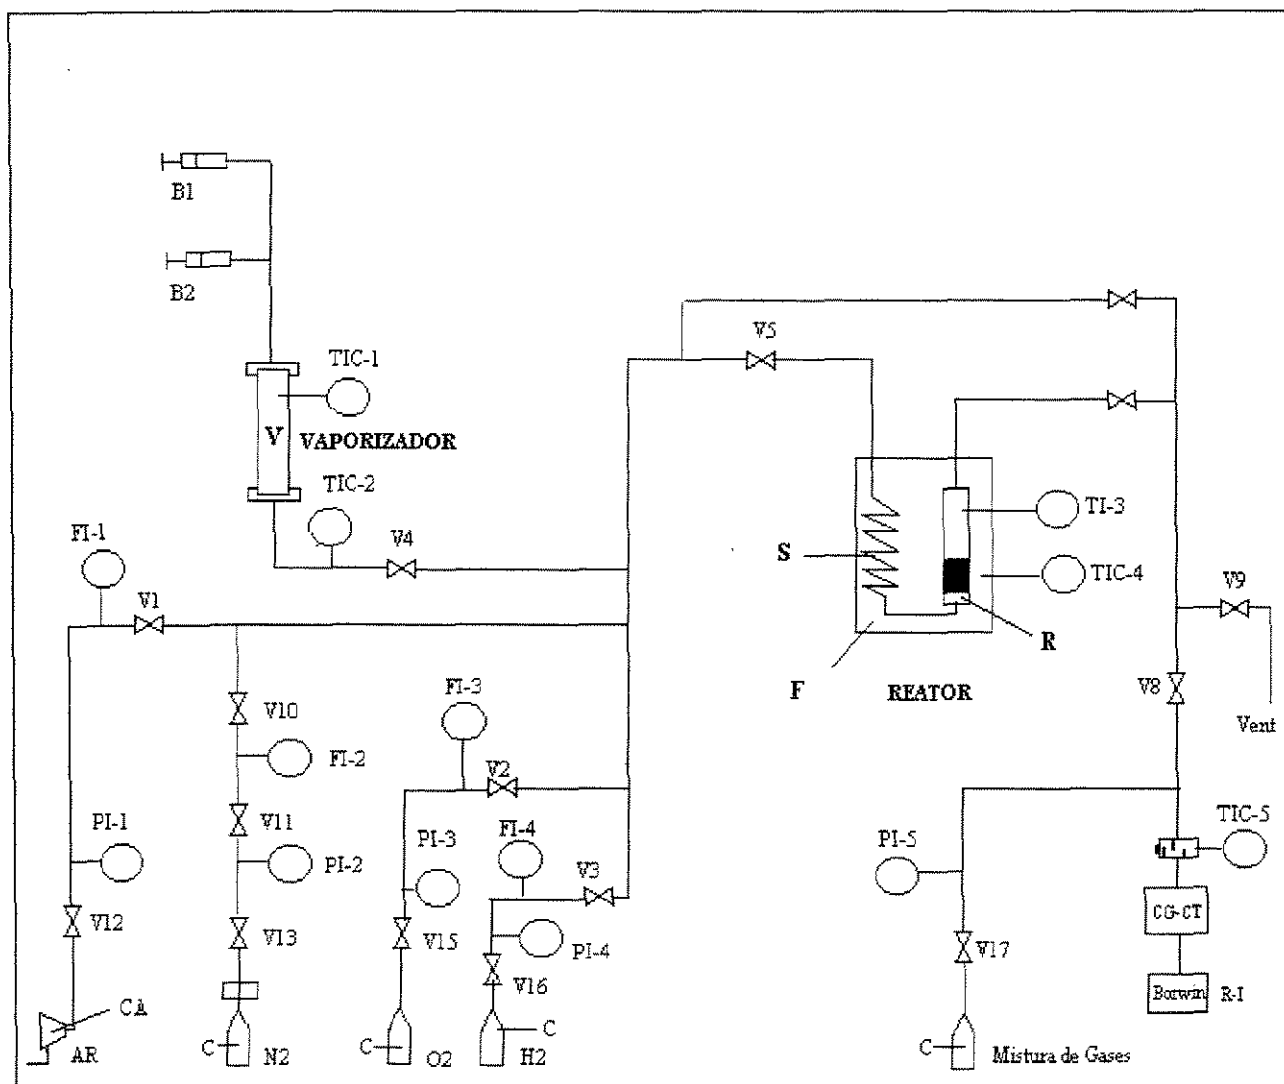 B1
B2
TIC-1
V VAPORIZADOR
TIC-2
V4
FI-1
V1
V5
S
TI-3
TIC-4
R
F
REATOR
V9
V8
Vent
V10
FI-2
V11
PI-2
V13
PI-1
V12
CA
AR
C
N2
FI-3
V2
PI-3
FI-4
V3
V15
PI-4
V16
C
O2
C
H2
PI-5
V17
C
Mistura de Gases
TIC-5
CG-CT
Borwin R-I